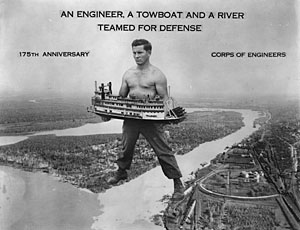 AN ENGINEER, A TOWBOAT AND A RIVER
TEAMED FOR DEFENSE
175TH ANNIVERSARY
CORPS OF ENGINEERS